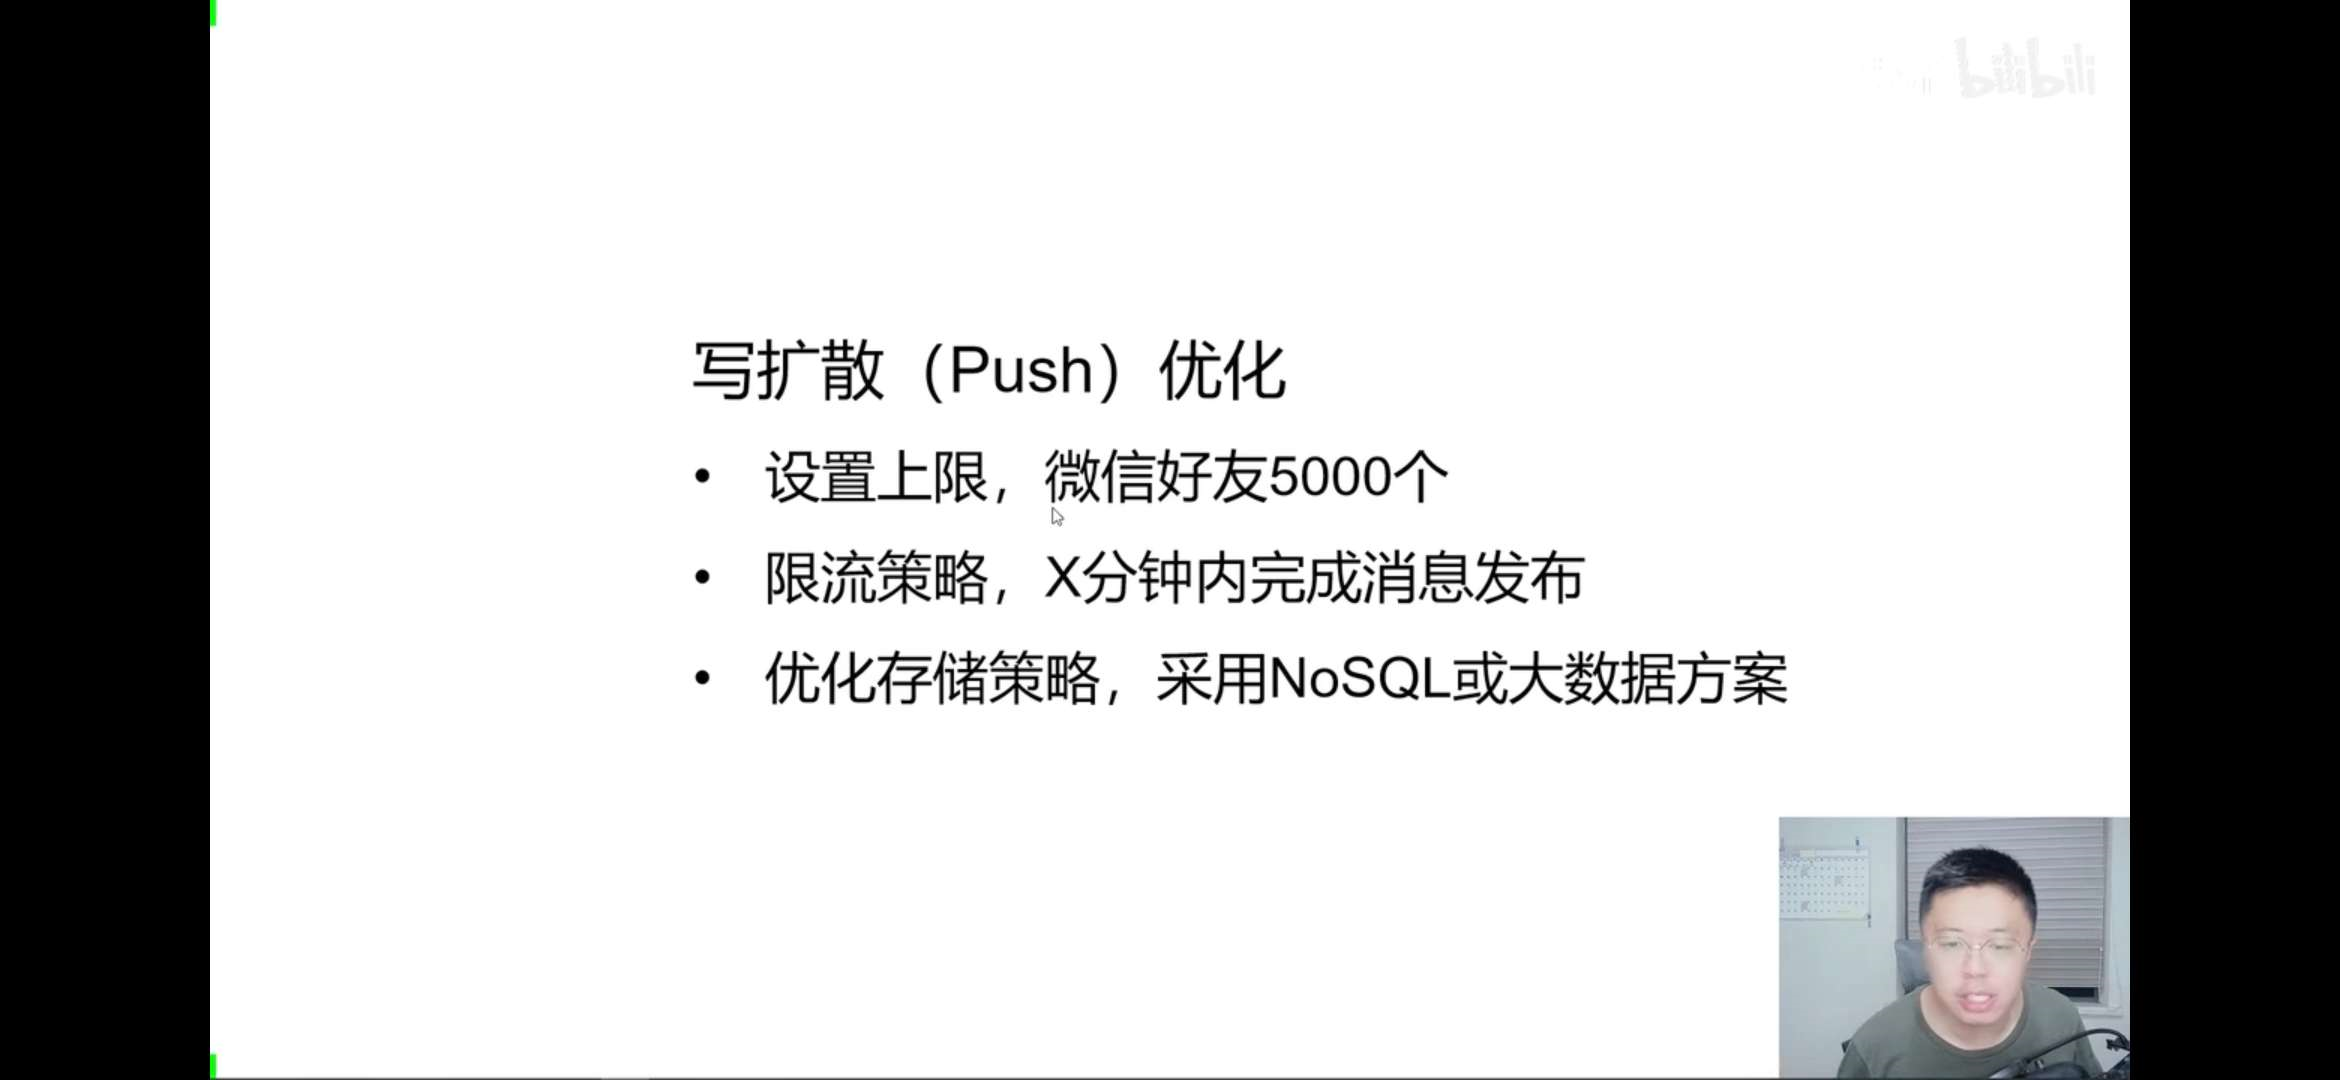 bilibili
写扩散（Push）优化
• 设置上限，微信好友5000个
• 限流策略，X分钟内完成消息发布
• 优化存储策略，采用NoSQL或大数据方案